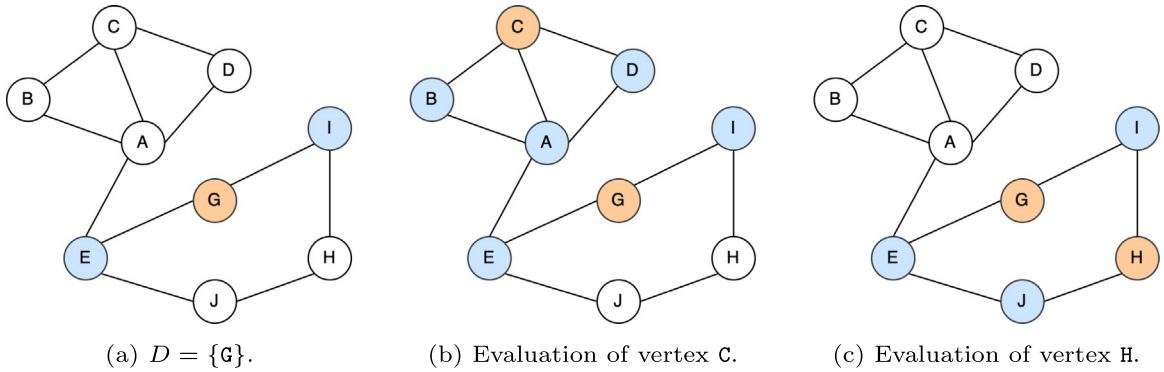 C
D
B
I
A
G
E
H
J
(a) D = {G}.
C
D
B
I
A
G
E
H
J
(b) Evaluation of vertex C.
C
D
B
I
A
G
E
H
J
(c) Evaluation of vertex H.